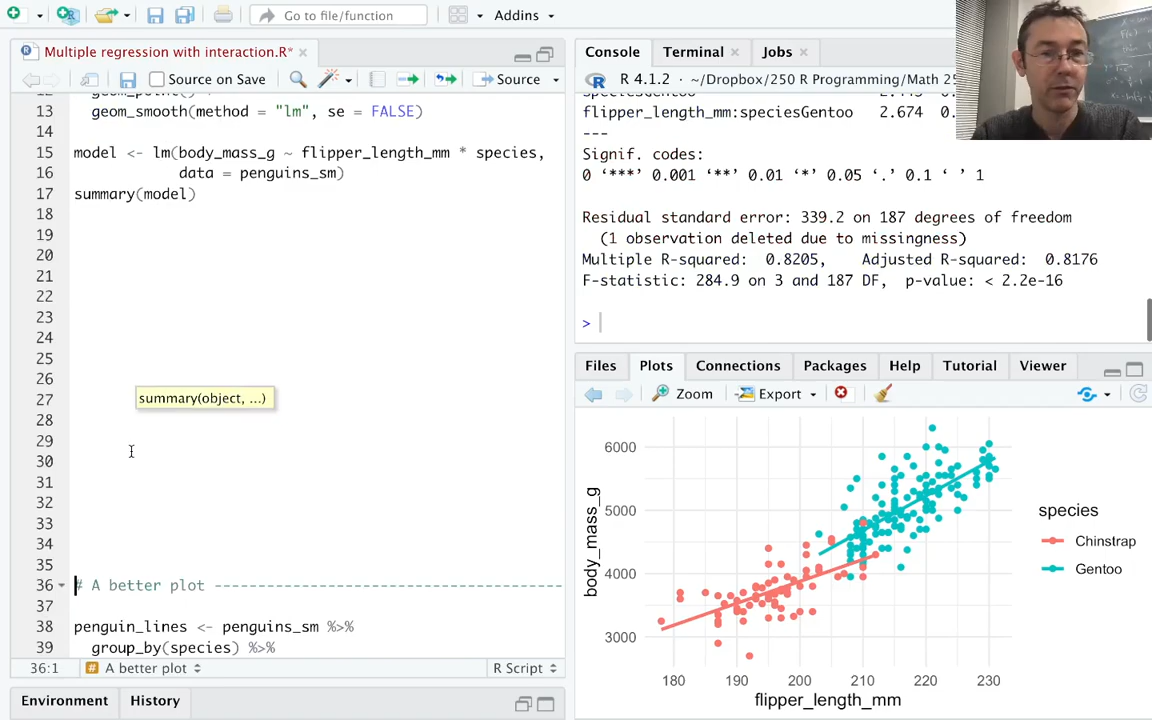 Go to file/function
Addins
Multiple regression with interaction.R*
Source on Save
Source
13 geom_smooth(method = "lm", se = FALSE)
14
15 model <- lm(body_mass_g ~ flipper_length_mm * species,
16 data = penguins_sm)
17 summary(model)
18
19
20
21
22
23
24
25
26
27
summary(object, ...)
28
29
30
31
32
33
34
35
36 # A better plot
37
38 penguin_lines <- penguins_sm %>%
39 group_by(species) %>%
36:1
# A better plot
R Script
Environment
History
Console
Terminal
Jobs
R 4.1.2 · ~/Dropbox/250 R Programming/Math 25
flipper_length_mm:speciesGentoo 2.674 0.
---
Signif. codes:
0 ‘***’ 0.001 ‘**’ 0.01 ‘*’ 0.05 ‘.’ 0.1 ‘ ’ 1
Residual standard error: 339.2 on 187 degrees of freedom
(1 observation deleted due to missingness)
Multiple R-squared: 0.8205, Adjusted R-squared: 0.8176
F-statistic: 284.9 on 3 and 187 DF, p-value: < 2.2e-16
>
Files
Plots
Connections
Packages
Help
Tutorial
Viewer
Zoom
Export
6000
5000
4000
3000
body_mass_g
180 190 200 210 220 230
flipper_length_mm
species
Chinstrap
Gentoo